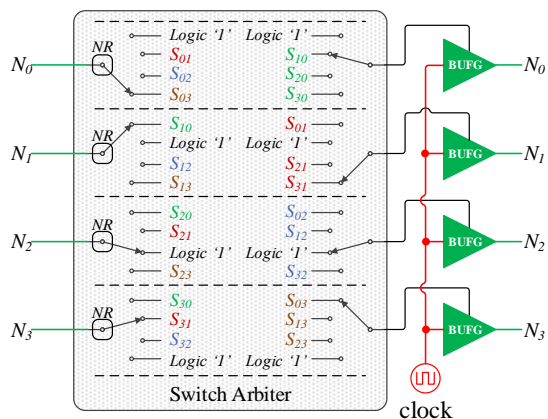 Logic ‘1’ Logic ‘1’
NR S01 S10 BUFG
N0 S02 S20 N0
S03 S30
S10 S01
NR Logic ‘1’ Logic ‘1’ BUFG
N1 S12 S21 N1
S13 S31
S20 S02
NR S21 S12 BUFG
N2 Logic ‘1’ Logic ‘1’ N2
S23 S32
S30 S03
NR S31 S13 BUFG
N3 S32 S23 N3
Logic ‘1’ Logic ‘1’
Switch Arbiter
clock